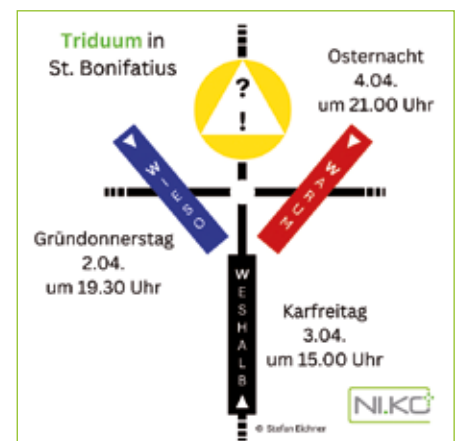 Triduum in
St. Bonifatius
Osternacht
4.04.
um 21.00 Uhr
?
!
WIESO
WARUM
Gründonnerstag
2.04.
um 19.30 Uhr
WESHALB
Karfreitag
3.04.
um 15.00 Uhr
NI.KO
© Stefan Eichner